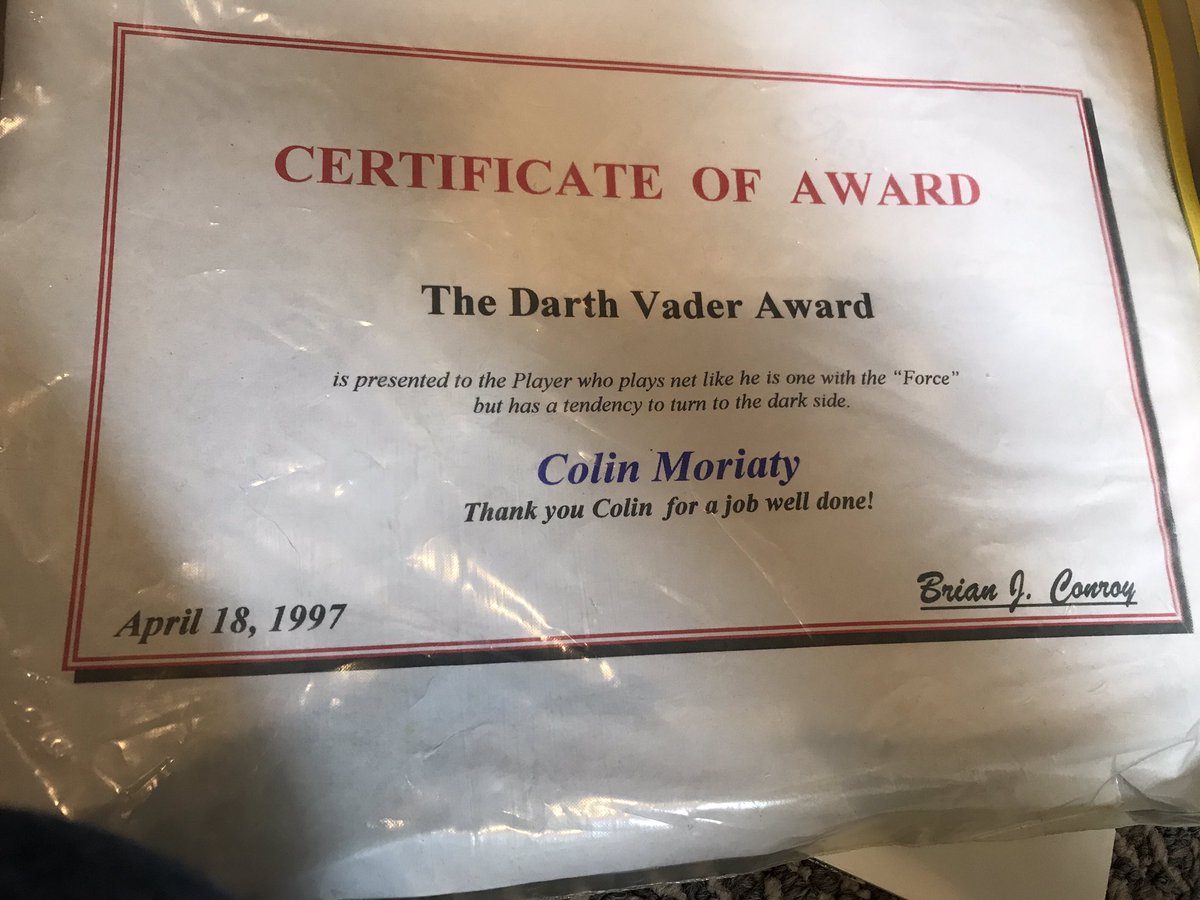 CERTIFICATE OF AWARD
The Darth Vader Award
is presented to the Player who plays net like he is one with the “Force”
but has a tendency to turn to the dark side.
Colin Moriaty
Thank you Colin for a job well done!
Brian J. Conroy
April 18, 1997